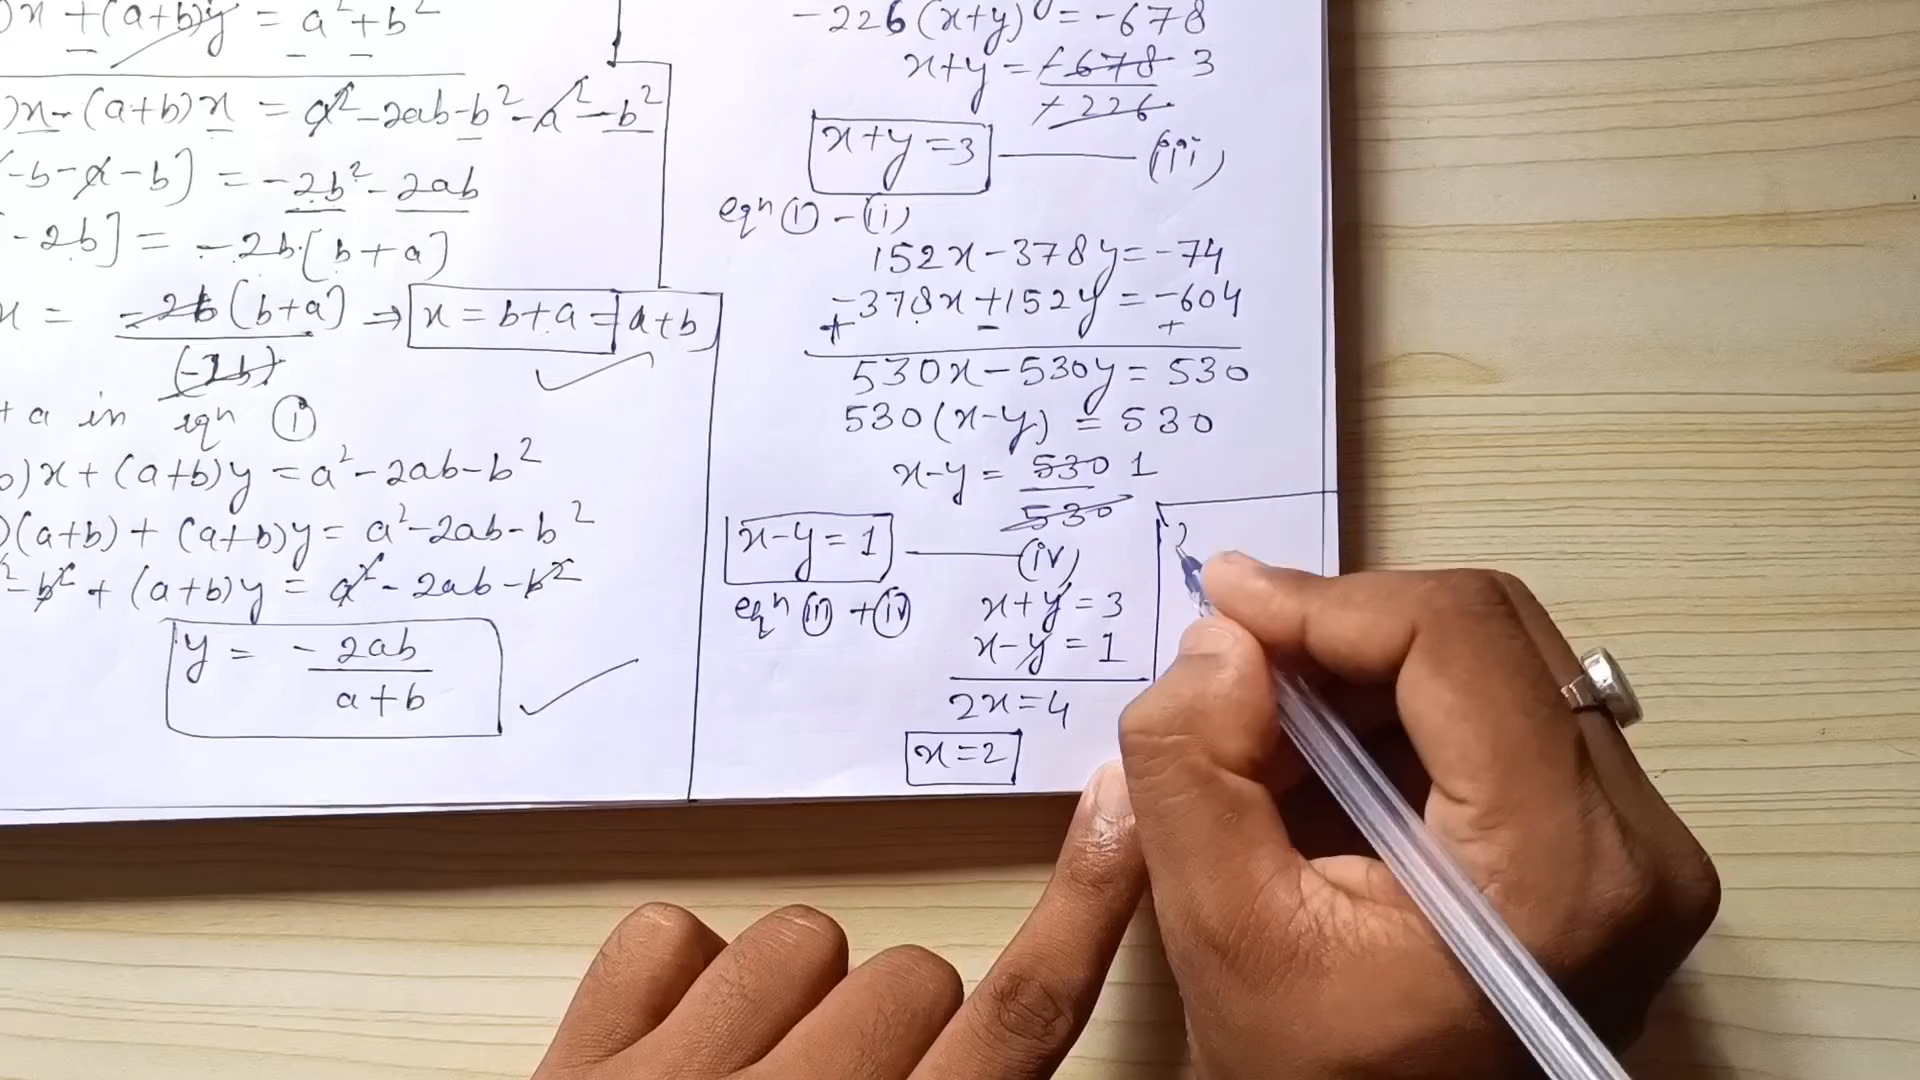 )x + (a+b)y = a² + b²
)x - (a+b)x = a² - 2ab - b² - a² - b²
-b - a - b] = -2b² - 2ab
-2b] = -2b[b+a]
x = -2b(b+a) ⇒ x = b+a = a+b
(-2b)
+ a in eqn (i)
b)x + (a+b)y = a² - 2ab - b²
)(a+b) + (a+b)y = a² - 2ab - b²
² - b² + (a+b)y = a² - 2ab - b²
y = - 2ab
a+b
-226(x+y) = -678
x+y = -678 3
-226
x+y = 3 (iii)
eqn (i) - (ii)
152x - 378y = -74
-378x + 152y = -604
+ - +
530x - 530y = 530
530(x-y) = 530
x-y = 530 1
530
x-y = 1 (iv)
eqn (iii) + (iv)
x+y = 3
x-y = 1
2x = 4
x = 2